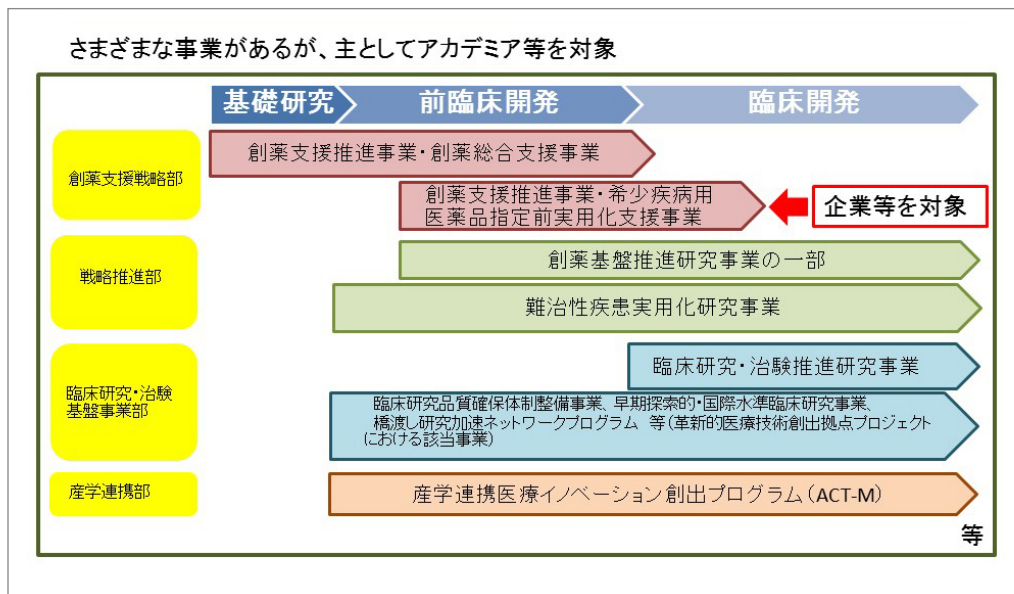 さまざまな事業があるが、主としてアカデミア等を対象
基礎研究
前臨床開発
臨床開発
創薬支援戦略部
創薬支援推進事業・創薬総合支援事業
創薬支援推進事業・希少疾病用
医薬品指定前実用化支援事業
企業等を対象
戦略推進部
創薬基盤推進研究事業の一部
難治性疾患実用化研究事業
臨床研究・治験
基盤事業部
臨床研究・治験推進研究事業
臨床研究品質確保体制整備事業、早期探索的・国際水準臨床研究事業、
橋渡し研究加速ネットワークプログラム 等(革新的医療技術創出拠点プロジェクト
における該当事業)
産学連携部
産学連携医療イノベーション創出プログラム(ACT-M)
等